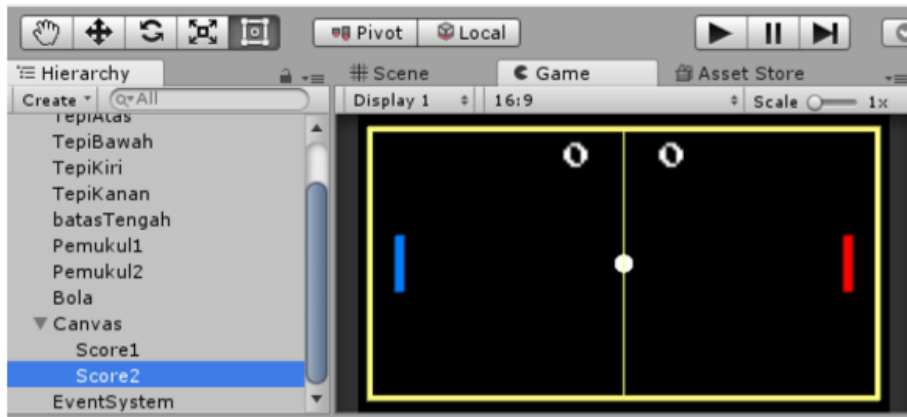 Pivot Local
Hierarchy
# Scene Game Asset Store
Create All
Display 1 16:9 Scale 1x
TepiAtas
TepiBawah
TepiKiri
TepiKanan
batasTengah
Pemukul1
Pemukul2
Bola
Canvas
Score1
Score2
EventSystem
0 0